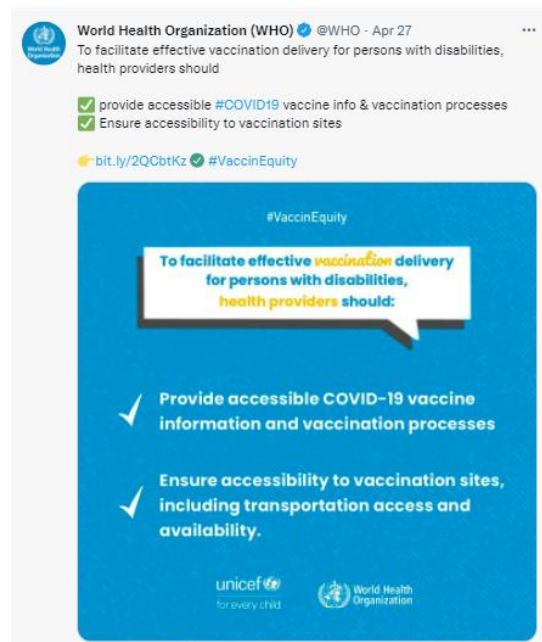 World Health Organization (WHO) @WHO · Apr 27
To facilitate effective vaccination delivery for persons with disabilities,
health providers should
✅ provide accessible #COVID19 vaccine info & vaccination processes
✅ Ensure accessibility to vaccination sites
👉bit.ly/2QCbtKz #VaccinEquity
#VaccinEquity
To facilitate effective vaccination delivery
for persons with disabilities,
health providers should:
Provide accessible COVID-19 vaccine
information and vaccination processes
Ensure accessibility to vaccination sites,
including transportation access and
availability.
unicef
for every child
World Health
Organization